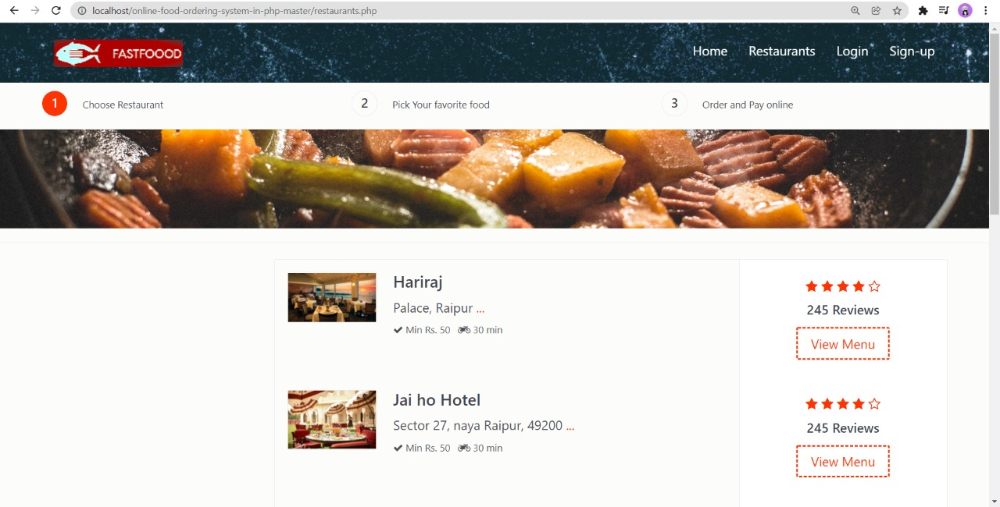 localhost/online-food-ordering-system-in-php-master/restaurants.php
FASTFOOOD
Home Restaurants Login Sign-up
1 Choose Restaurant 2 Pick Your favorite food 3 Order and Pay online
Hariraj
Palace, Raipur ...
Min Rs. 50 30 min
245 Reviews
View Menu
Jai ho Hotel
Sector 27, naya Raipur, 49200 ...
Min Rs. 50 30 min
245 Reviews
View Menu